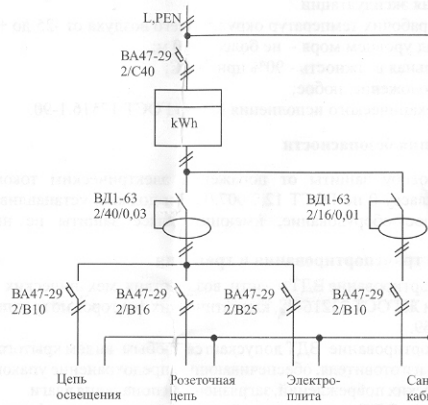 L,PEN
ВА47-29
2/С40
kWh
ВД1-63
2/40/0,03
ВД1-63
2/16/0,01
ВА47-29
2/В10
ВА47-29
2/В16
ВА47-29
2/В25
ВА47-29
2/В10
Цепь
освещения
Розеточная
цепь
Электро-
плита
Сан
каб